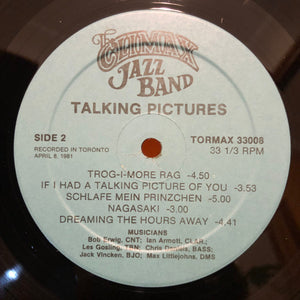 The CLIMAX
JAZZ
BAND
TALKING PICTURES
SIDE 2
RECORDED IN TORONTO
APRIL 8, 1981
TORMAX 33008
33 1/3 RPM
TROG-I-MORE RAG -4.50
IF I HAD A TALKING PICTURE OF YOU -3.53
SCHLAFE MEIN PRINZCHEN -5.00
NAGASAKI -3.00
DREAMING THE HOURS AWAY -4.41
MUSICIANS
Bob Erwig, CNT; Ian Arnott, CLAR.;
Les Gosling, TBN; Chris Daniels, BASS;
Jack Vincken, BJO; Max Littlejohns, DMS